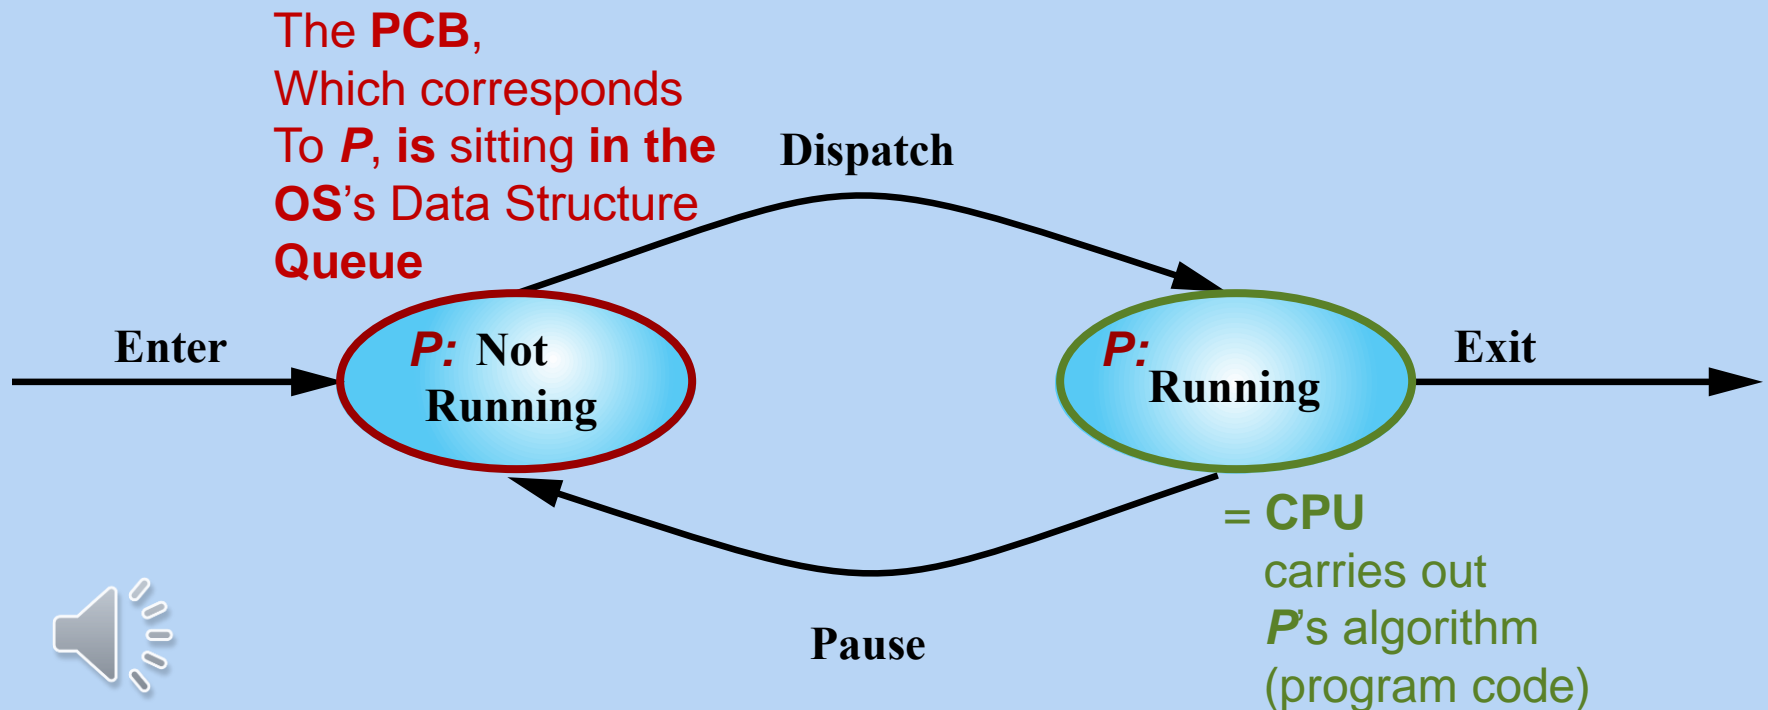 The PCB,
Which corresponds
To P, is sitting in the
OS's Data Structure
Queue
Dispatch
Enter
P: Not
Running
P:
Running
Exit
Pause
= CPU
carries out
P's algorithm
(program code)